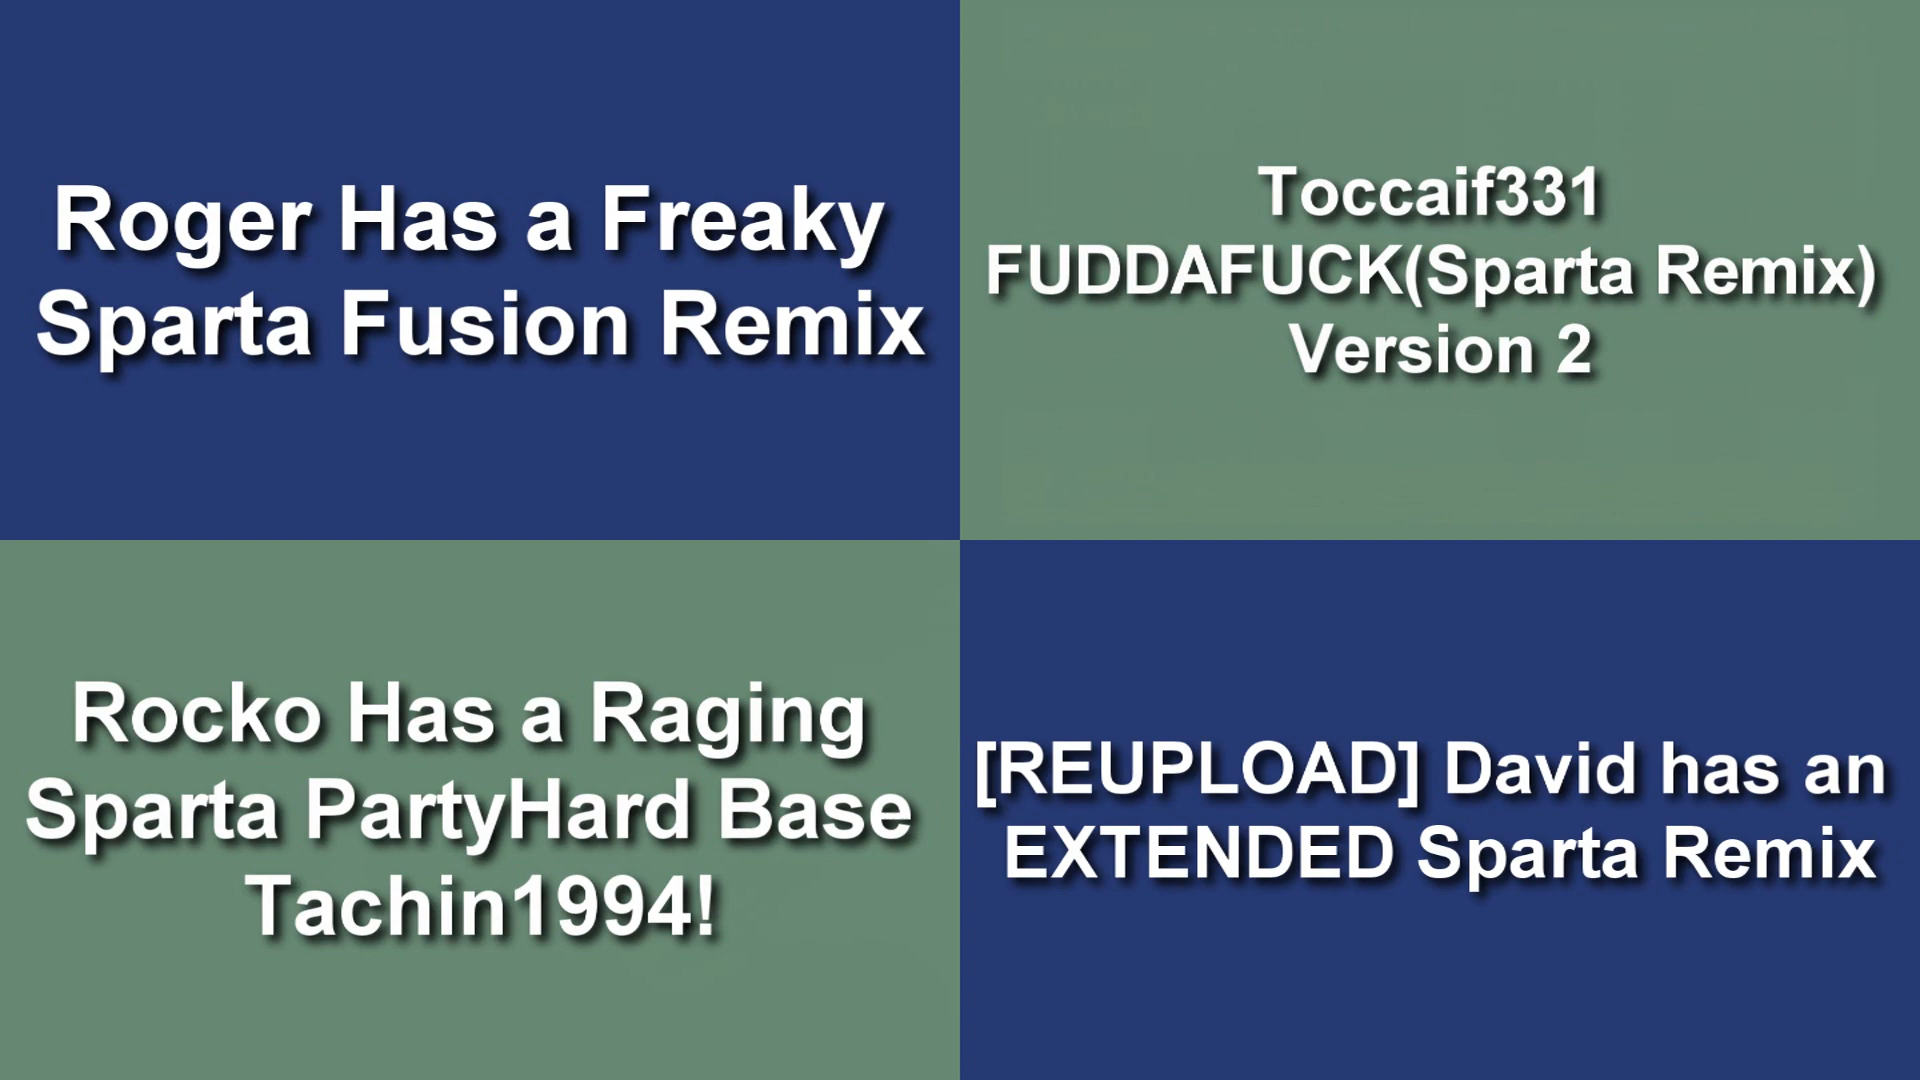 Roger Has a Freaky
Sparta Fusion Remix
Toccaif331
FUDDAFUCK(Sparta Remix)
Version 2
Rocko Has a Raging
Sparta PartyHard Base
Tachin1994!
[REUPLOAD] David has an
EXTENDED Sparta Remix